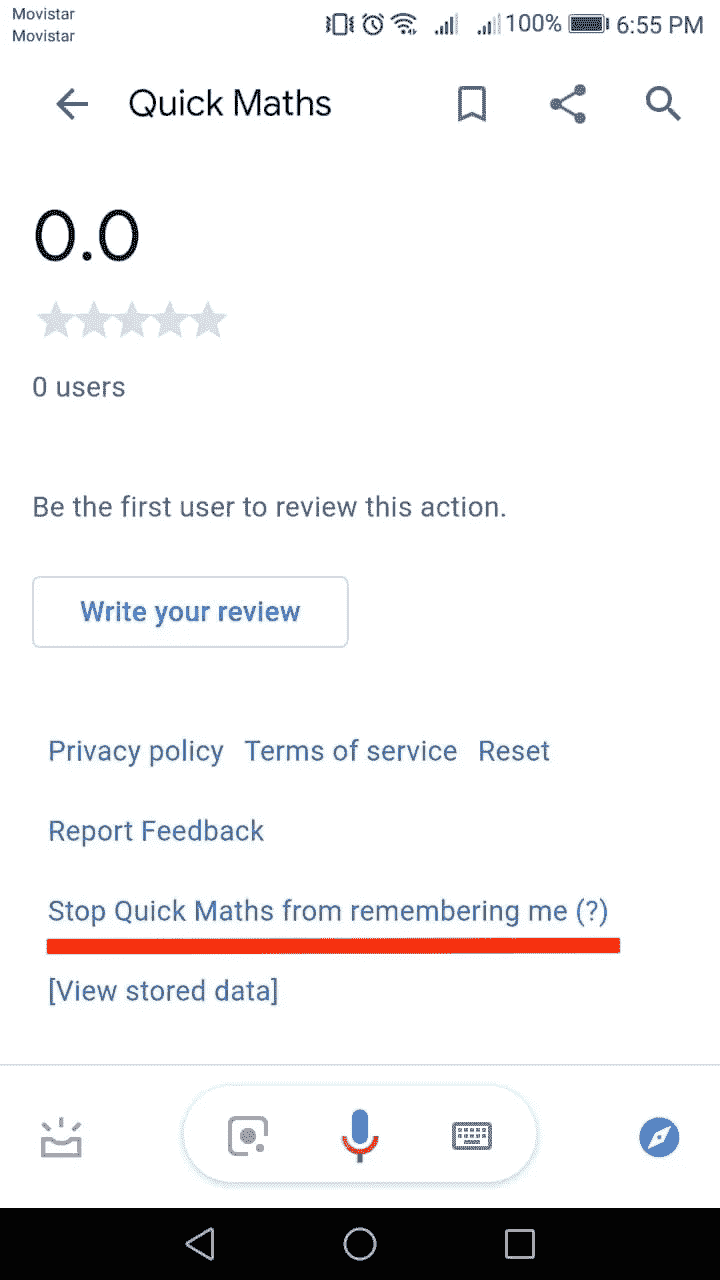 Movistar
Movistar
100% 6:55 PM
Quick Maths
0.0
0 users
Be the first user to review this action.
Write your review
Privacy policy Terms of service Reset
Report Feedback
Stop Quick Maths from remembering me (?)
[View stored data]